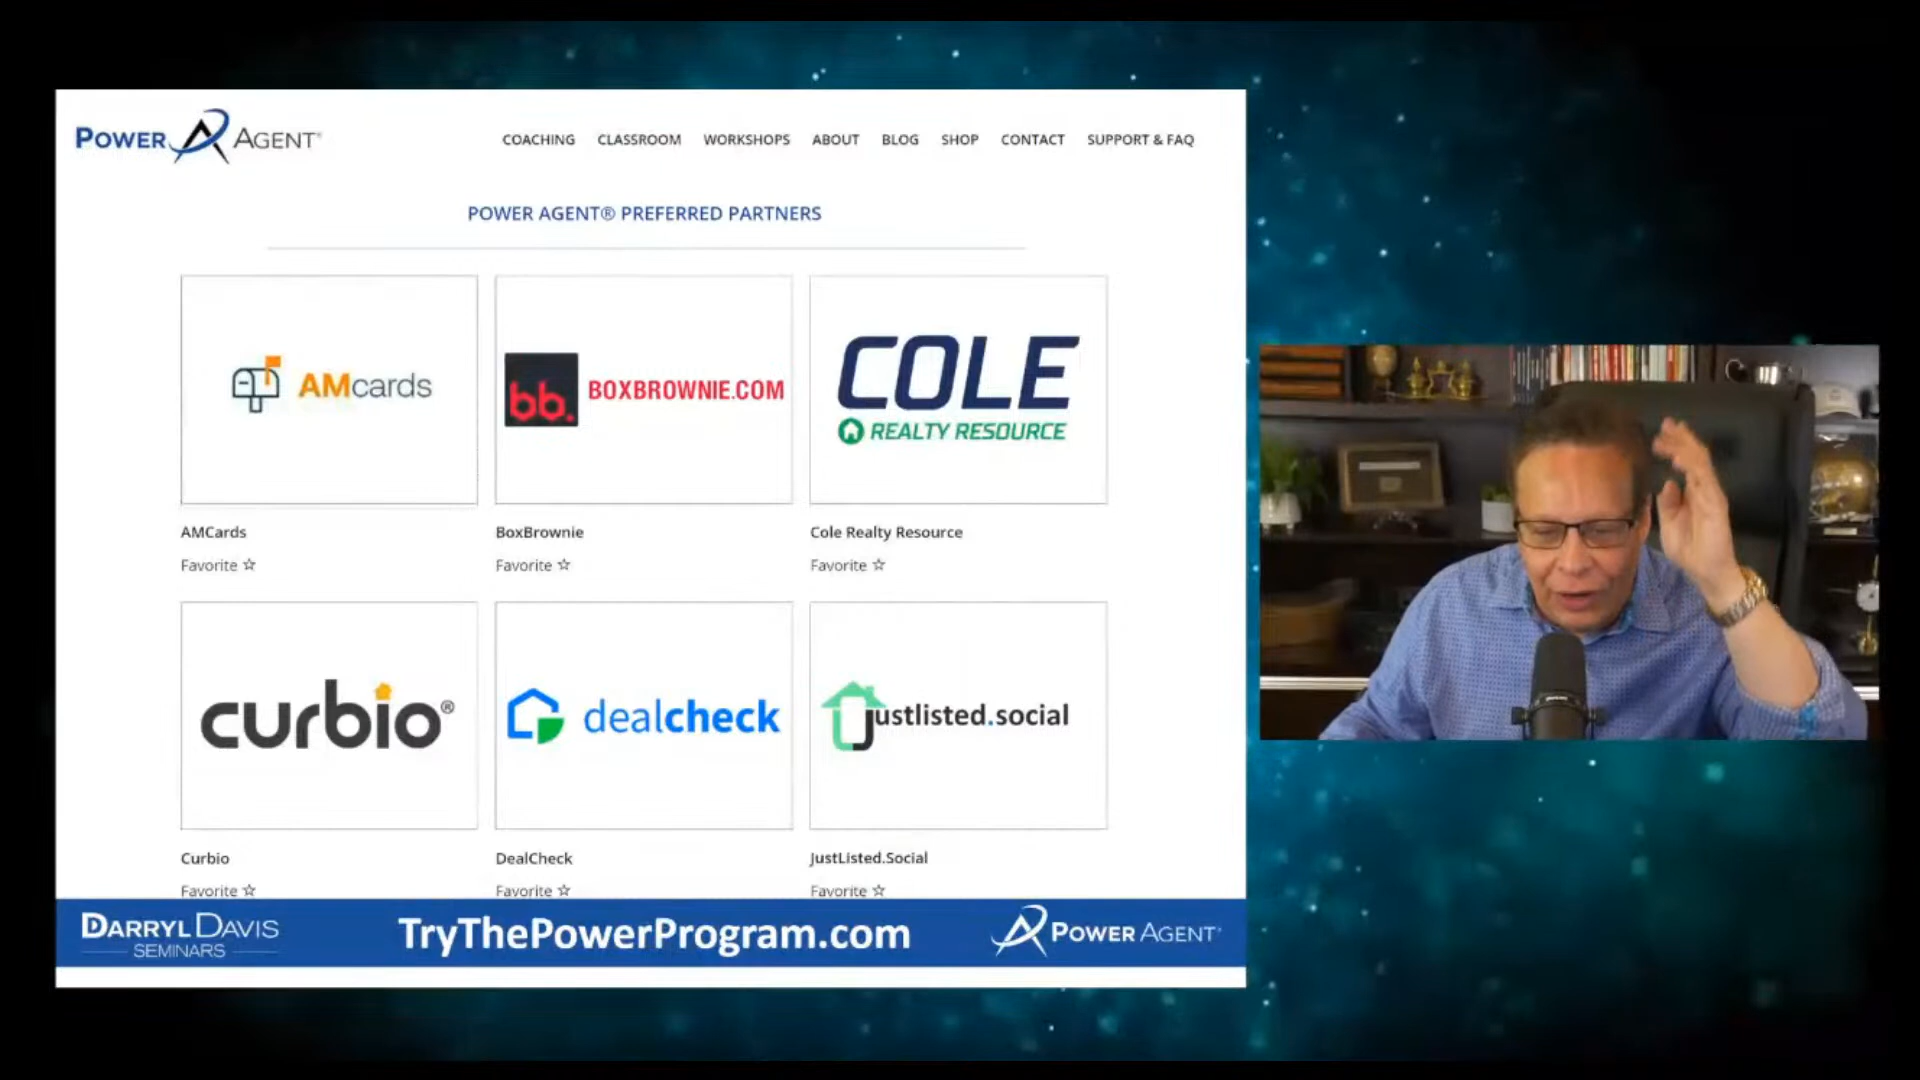 POWER AGENT®
COACHING CLASSROOM WORKSHOPS ABOUT BLOG SHOP CONTACT SUPPORT & FAQ
POWER AGENT® PREFERRED PARTNERS
AMcards
bb. BOXBROWNIE.COM
COLE
REALTY RESOURCE
AMCards
BoxBrownie
Cole Realty Resource
Favorite ☆
Favorite ☆
Favorite ☆
curbio®
dealcheck
justlisted.social
Curbio
DealCheck
JustListed.Social
Favorite ☆
Favorite ☆
Favorite ☆
DARRYL DAVIS
SEMINARS
TryThePowerProgram.com
POWER AGENT®